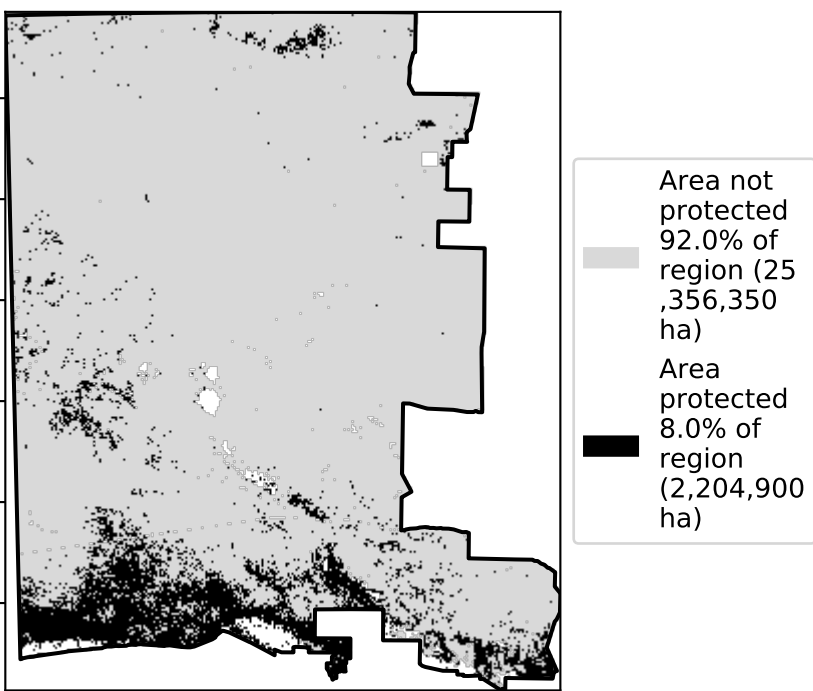 Area not
protected
92.0% of
region (25
,356,350
ha)
Area
protected
8.0% of
region
(2,204,900
ha)